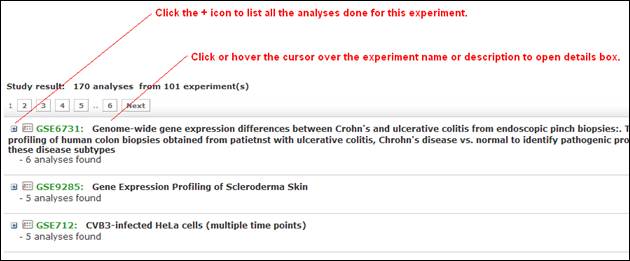 Click the + icon to list all the analyses done for this experiment.
Click or hover the cursor over the experiment name or description to open details box.
Study result: 170 analyses from 101 experiment(s)
1 2 3 4 5 .. 6 Next
GSE6731: Genome-wide gene expression differences between Crohn's and ulcerative colitis from endoscopic pinch biopsies:. T
profiling of human colon biopsies obtained from patietnst with ulcerative colitis, Chrohn's disease vs. normal to identify pathogenic pro
these disease subtypes
- 6 analyses found
GSE9285: Gene Expression Profiling of Scleroderma Skin
- 5 analyses found
GSE712: CVB3-infected HeLa cells (multiple time points)
- 5 analyses found